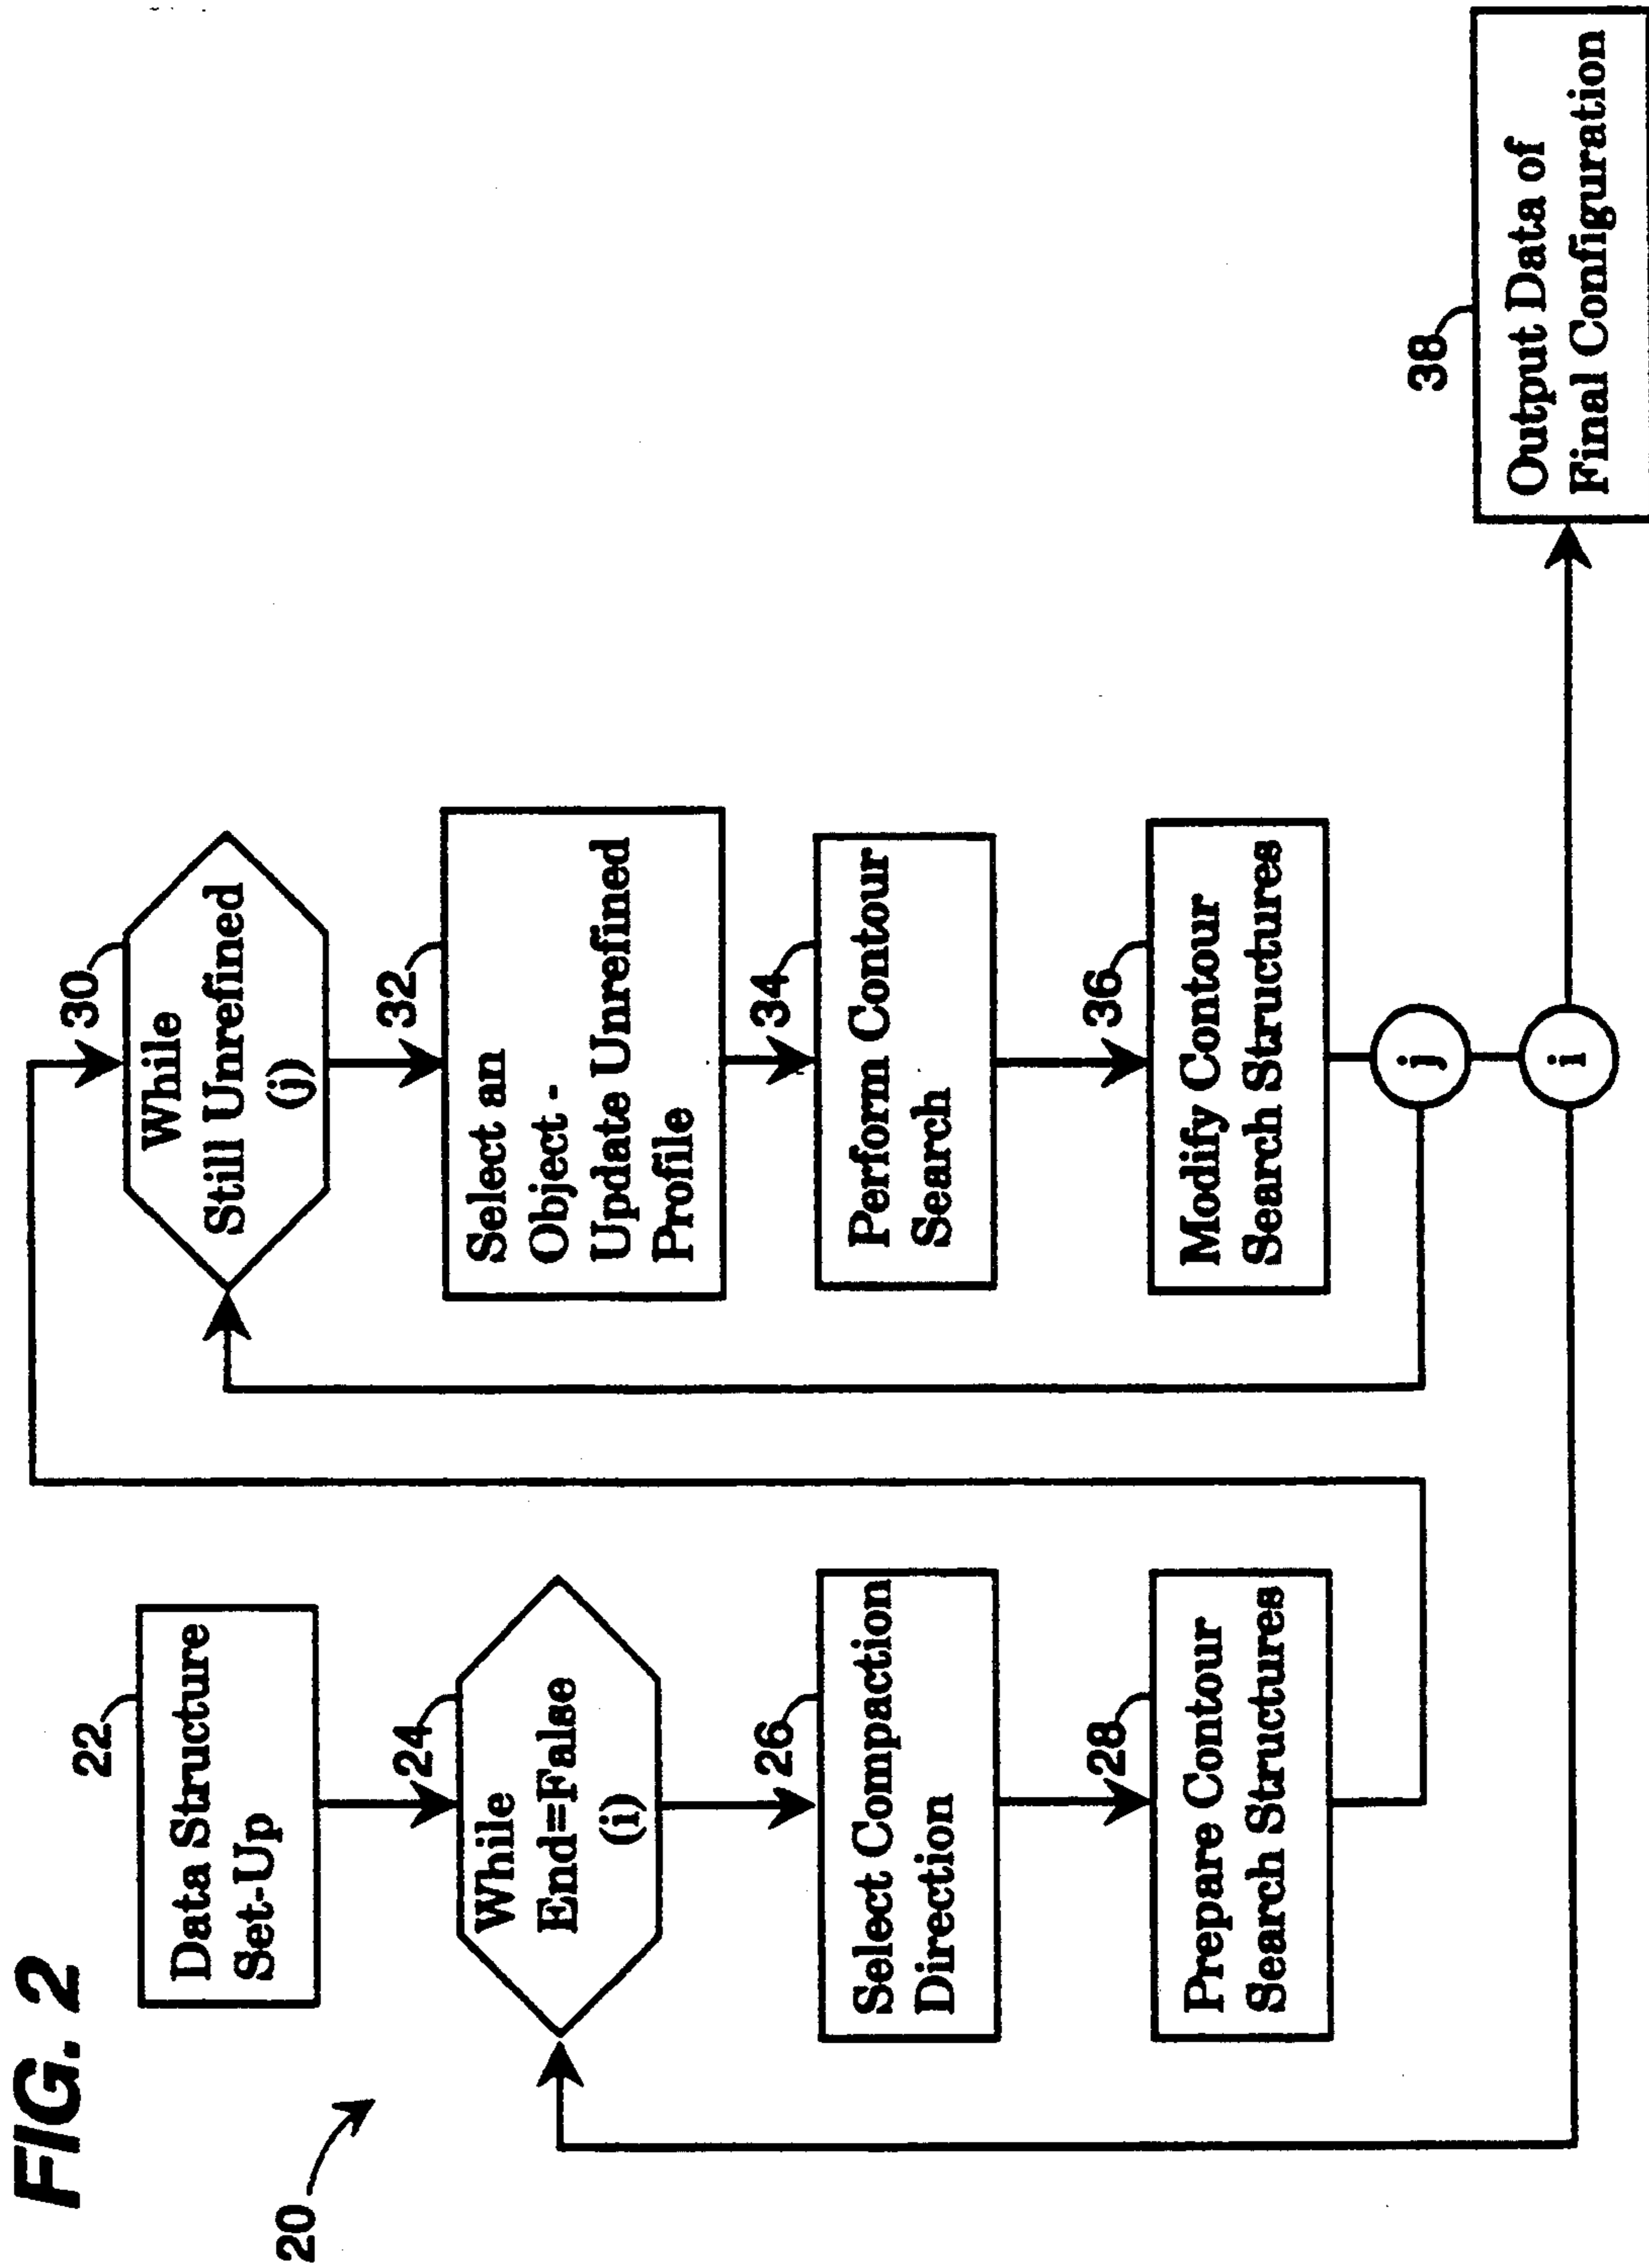 FIG. 2
20
22
Data Structure
Set-Up
24
While
End=False
(i)
26
Select Compaction
Direction
28
Prepare Contour
Search Structures
30
While
Still Unrefined
(j)
32
Select an
Object -
Update Unrefined
Profile
34
Perform Contour
Search
36
Modify Contour
Search Structures
j
i
38
Output Data of
Final Configuration